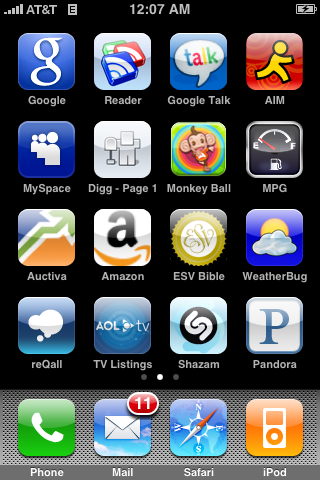 AT&T E 12:07 AM
g talk
Google Reader Google Talk AIM
E F
MySpace Digg - Page 1 Monkey Ball MPG
a ESV
Auctiva Amazon ESV Bible WeatherBug
AOL tv P
reQall TV Listings Shazam Pandora
11
Phone Mail Safari iPod